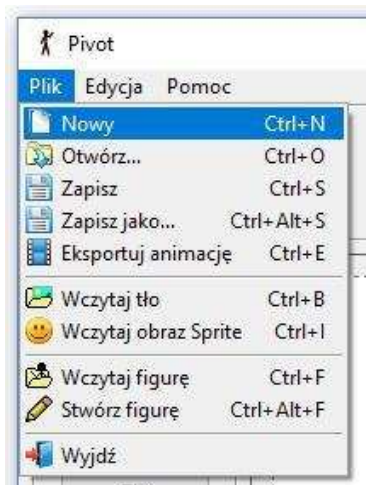 Pivot
Plik Edycja Pomoc
Nowy Ctrl+N
Otwórz... Ctrl+O
Zapisz Ctrl+S
Zapisz jako... Ctrl+Alt+S
Eksportuj animację Ctrl+E
Wczytaj tło Ctrl+B
Wczytaj obraz Sprite Ctrl+I
Wczytaj figurę Ctrl+F
Stwórz figurę Ctrl+Alt+F
Wyjdź